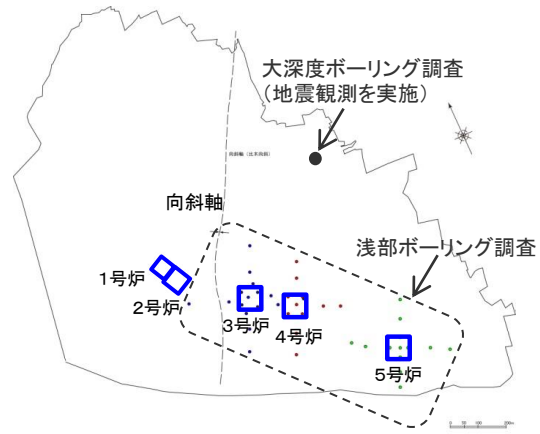 大深度ボーリング調査
（地震観測を実施）
向斜軸
浅部ボーリング調査
1号炉
2号炉
3号炉
4号炉
5号炉